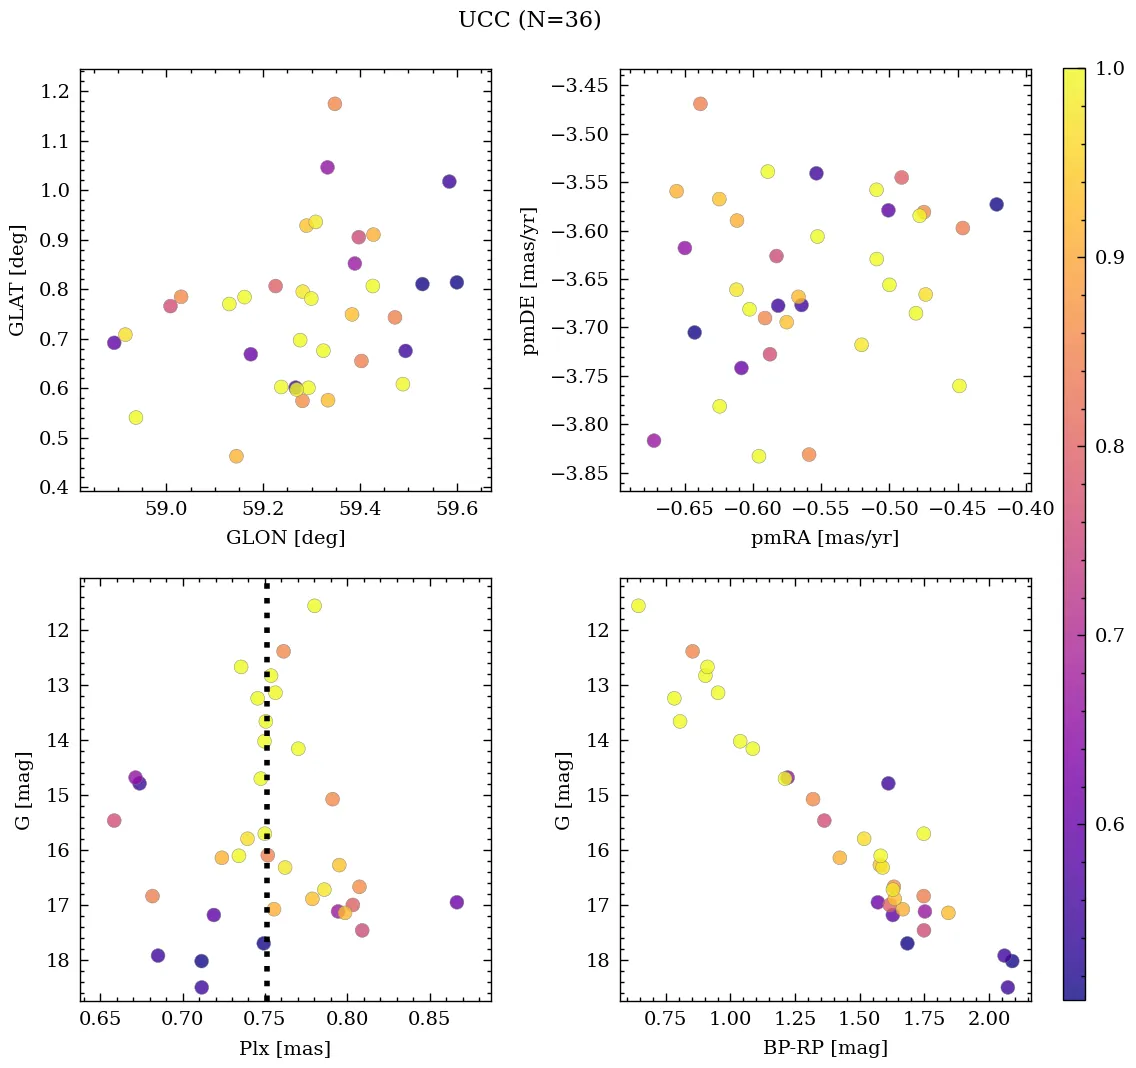 UCC (N=36)
1.2
1.1
1.0
0.9
0.8
0.7
0.6
0.5
0.4
GLAT [deg]
59.0 59.2 59.4 59.6
GLON [deg]
−3.45
−3.50
−3.55
−3.60
−3.65
−3.70
−3.75
−3.80
−3.85
pmDE [mas/yr]
−0.65 −0.60 −0.55 −0.50 −0.45 −0.40
pmRA [mas/yr]
12
13
14
15
16
17
18
G [mag]
0.65 0.70 0.75 0.80 0.85
Plx [mas]
12
13
14
15
16
17
18
G [mag]
0.75 1.00 1.25 1.50 1.75 2.00
BP-RP [mag]
1.0
0.9
0.8
0.7
0.6